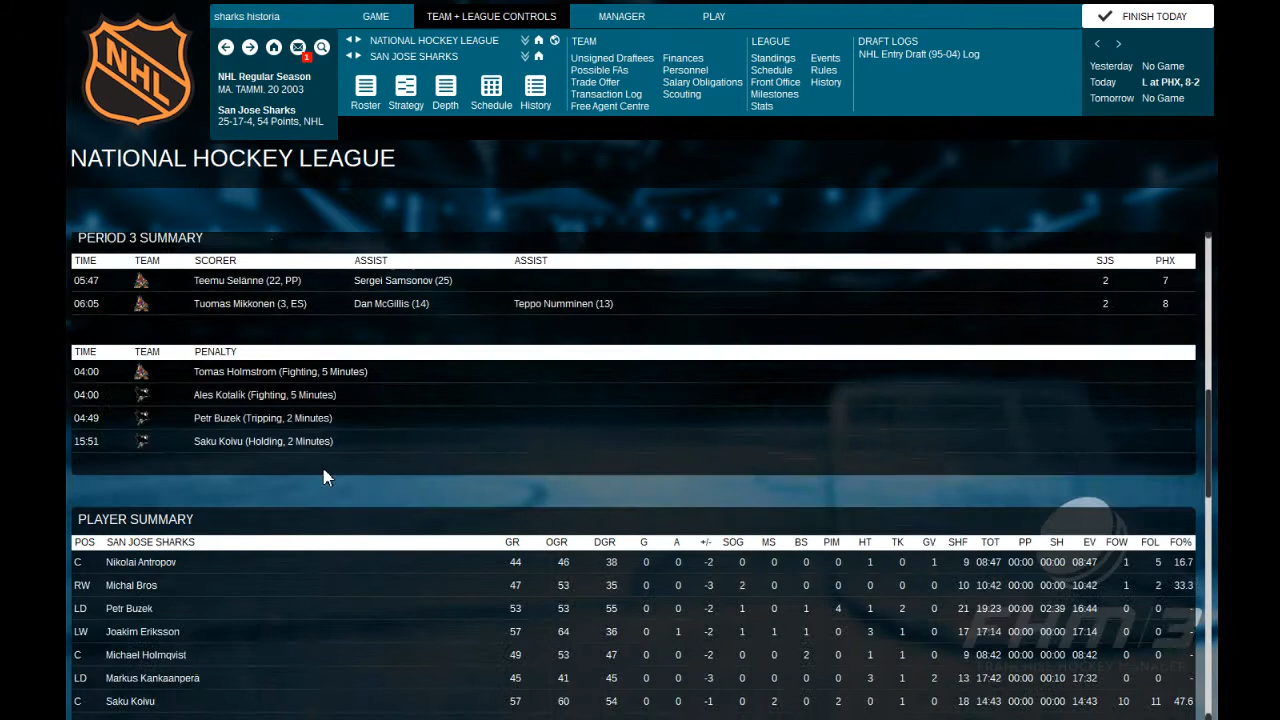 sharks historia GAME TEAM + LEAGUE CONTROLS MANAGER PLAY FINISH TODAY
NHL
1
NHL Regular Season
MA. TAMMI. 20 2003
San Jose Sharks
25-17-4, 54 Points, NHL
NATIONAL HOCKEY LEAGUE
SAN JOSE SHARKS
Roster Strategy Depth Schedule History
TEAM
Unsigned Draftees Finances
Possible FAs Personnel
Trade Offer Salary Obligations
Transaction Log Scouting
Free Agent Centre
LEAGUE
Standings Events
Schedule Rules
Front Office History
Milestones
Stats
DRAFT LOGS
NHL Entry Draft (95-04) Log
Yesterday No Game
Today L at PHX, 8-2
Tomorrow No Game
NATIONAL HOCKEY LEAGUE
PERIOD 3 SUMMARY
TIME TEAM SCORER ASSIST ASSIST SJS PHX
05:47 Teemu Selänne (22, PP) Sergei Samsonov (25) 2 7
06:05 Tuomas Mikkonen (3, ES) Dan McGillis (14) Teppo Numminen (13) 2 8
TIME TEAM PENALTY
04:00 Tomas Holmstrom (Fighting, 5 Minutes)
04:00 Ales Kotalik (Fighting, 5 Minutes)
04:49 Petr Buzek (Tripping, 2 Minutes)
15:51 Saku Koivu (Holding, 2 Minutes)
PLAYER SUMMARY
POS SAN JOSE SHARKS GR OGR DGR G A +/- SOG MS BS PIM HT TK GV SHF TOT PP SH EV FOW FOL FO%
C Nikolai Antropov 44 46 38 0 0 -2 0 0 0 0 1 0 1 9 08:47 00:00 00:00 08:47 1 5 16.7
RW Michal Bros 47 53 35 0 0 -3 2 0 0 0 0 0 0 10 10:42 00:00 00:00 10:42 1 2 33.3
LD Petr Buzek 53 53 55 0 0 -2 1 0 1 4 1 2 0 21 19:23 00:00 02:39 16:44 0 0 -
LW Joakim Eriksson 57 64 36 0 1 -2 1 1 1 0 3 1 0 17 17:14 00:00 00:00 17:14 0 0 -
C Michael Holmqvist 49 53 47 0 0 -2 0 0 2 0 1 1 0 9 08:42 00:00 00:00 08:42 0 0 -
LD Markus Kankaanperä 45 41 45 0 0 -3 0 0 0 0 3 1 2 13 17:42 00:00 00:10 17:32 0 0 -
C Saku Koivu 57 60 54 0 0 -1 0 2 0 2 0 1 0 18 14:43 00:00 00:00 14:43 10 11 47.6
FHM/3
FRANCHISE HOCKEY MANAGER